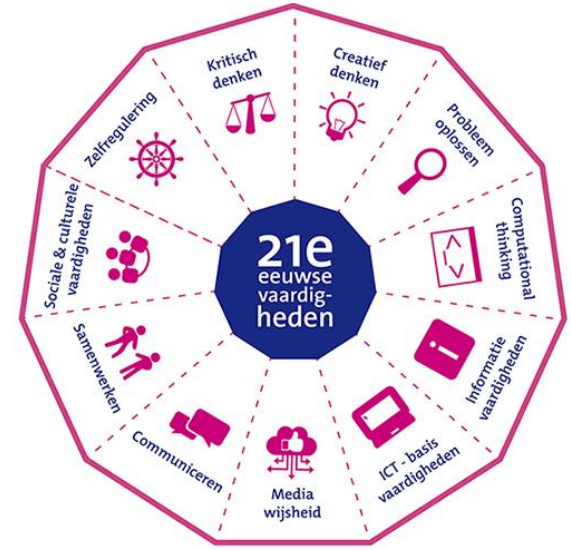 21e
eeuwse
vaardig-
heden
Kritisch
denken
Creatief
denken
Probleem
oplossen
Computational
thinking
Informatie
vaardigheden
ICT - basis
vaardigheden
Media
wijsheid
Communiceren
Samenwerken
Sociale & culturele
vaardigheden
Zelfregulering